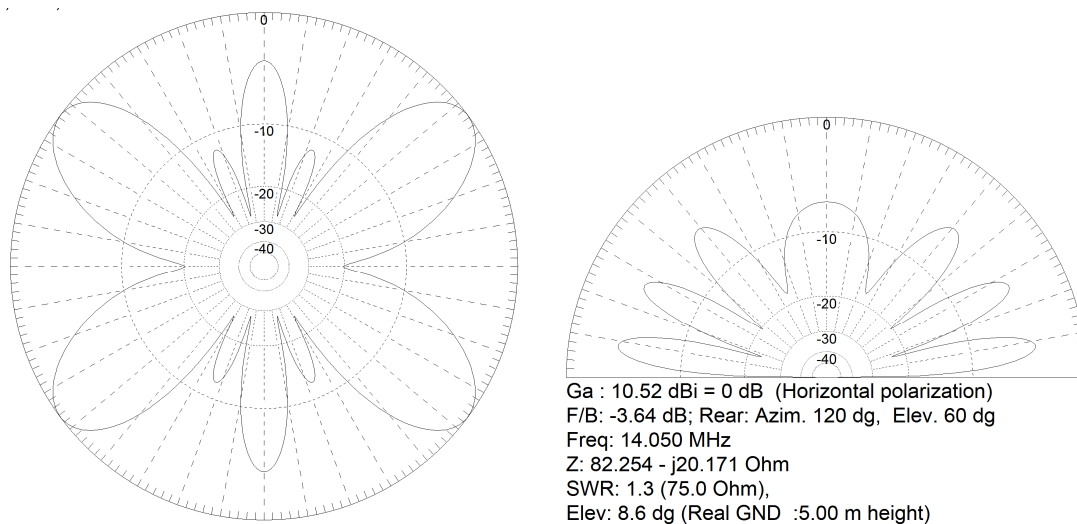 0
-10
-20
-30
-40
0
-10
-20
-30
-40
Ga : 10.52 dBi = 0 dB (Horizontal polarization)
F/B: -3.64 dB; Rear: Azim. 120 dg, Elev. 60 dg
Freq: 14.050 MHz
Z: 82.254 - j20.171 Ohm
SWR: 1.3 (75.0 Ohm),
Elev: 8.6 dg (Real GND :5.00 m height)